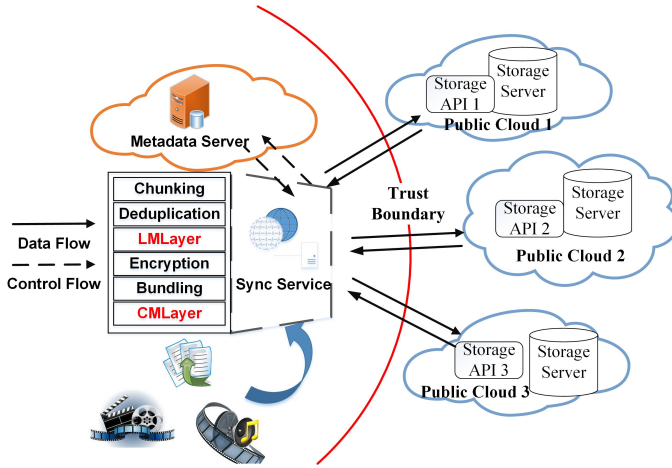 Storage
API 1
Storage
Server
Public Cloud 1
Metadata Server
Chunking
Deduplication
LMLayer
Encryption
Bundling
CMLayer
Data Flow
Control Flow
Sync Service
Trust
Boundary
Storage
API 2
Storage
Server
Public Cloud 2
Storage
API 3
Storage
Server
Public Cloud 3